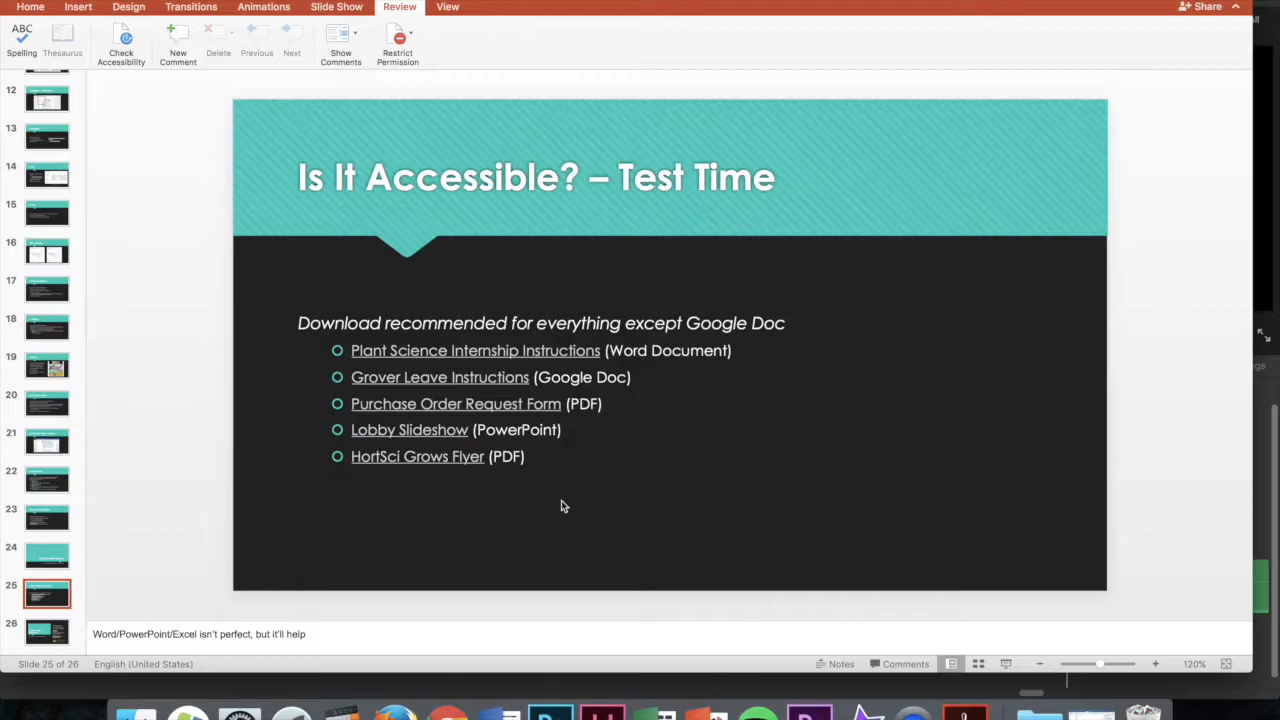 Home Insert Design Transitions Animations Slide Show Review View Share
ABC
Spelling Thesaurus Check Accessibility New Comment Delete Previous Next Show Comments Restrict Permission
12
13
14
15
16
17
18
19
20
21
22
23
24
25
26
Is It Accessible? – Test Time
Download recommended for everything except Google Doc
Plant Science Internship Instructions (Word Document)
Grover Leave Instructions (Google Doc)
Purchase Order Request Form (PDF)
Lobby Slideshow (PowerPoint)
HortSci Grows Flyer (PDF)
Word/PowerPoint/Excel isn't perfect, but it'll help
Slide 25 of 26 English (United States) Notes Comments 120%